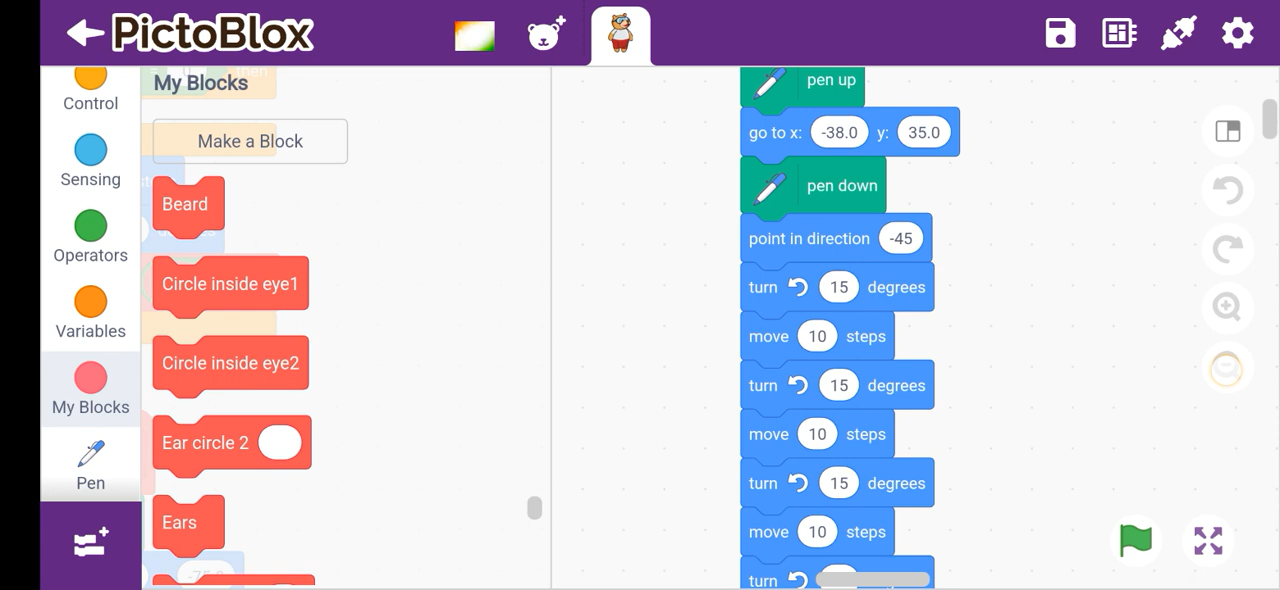 PictoBlox
Control
Sensing
Operators
Variables
My Blocks
Pen
My Blocks
Make a Block
Beard
Circle inside eye1
Circle inside eye2
Ear circle 2
Ears
pen up
go to x: -38.0 y: 35.0
pen down
point in direction -45
turn 15 degrees
move 10 steps
turn 15 degrees
move 10 steps
turn 15 degrees
move 10 steps
turn